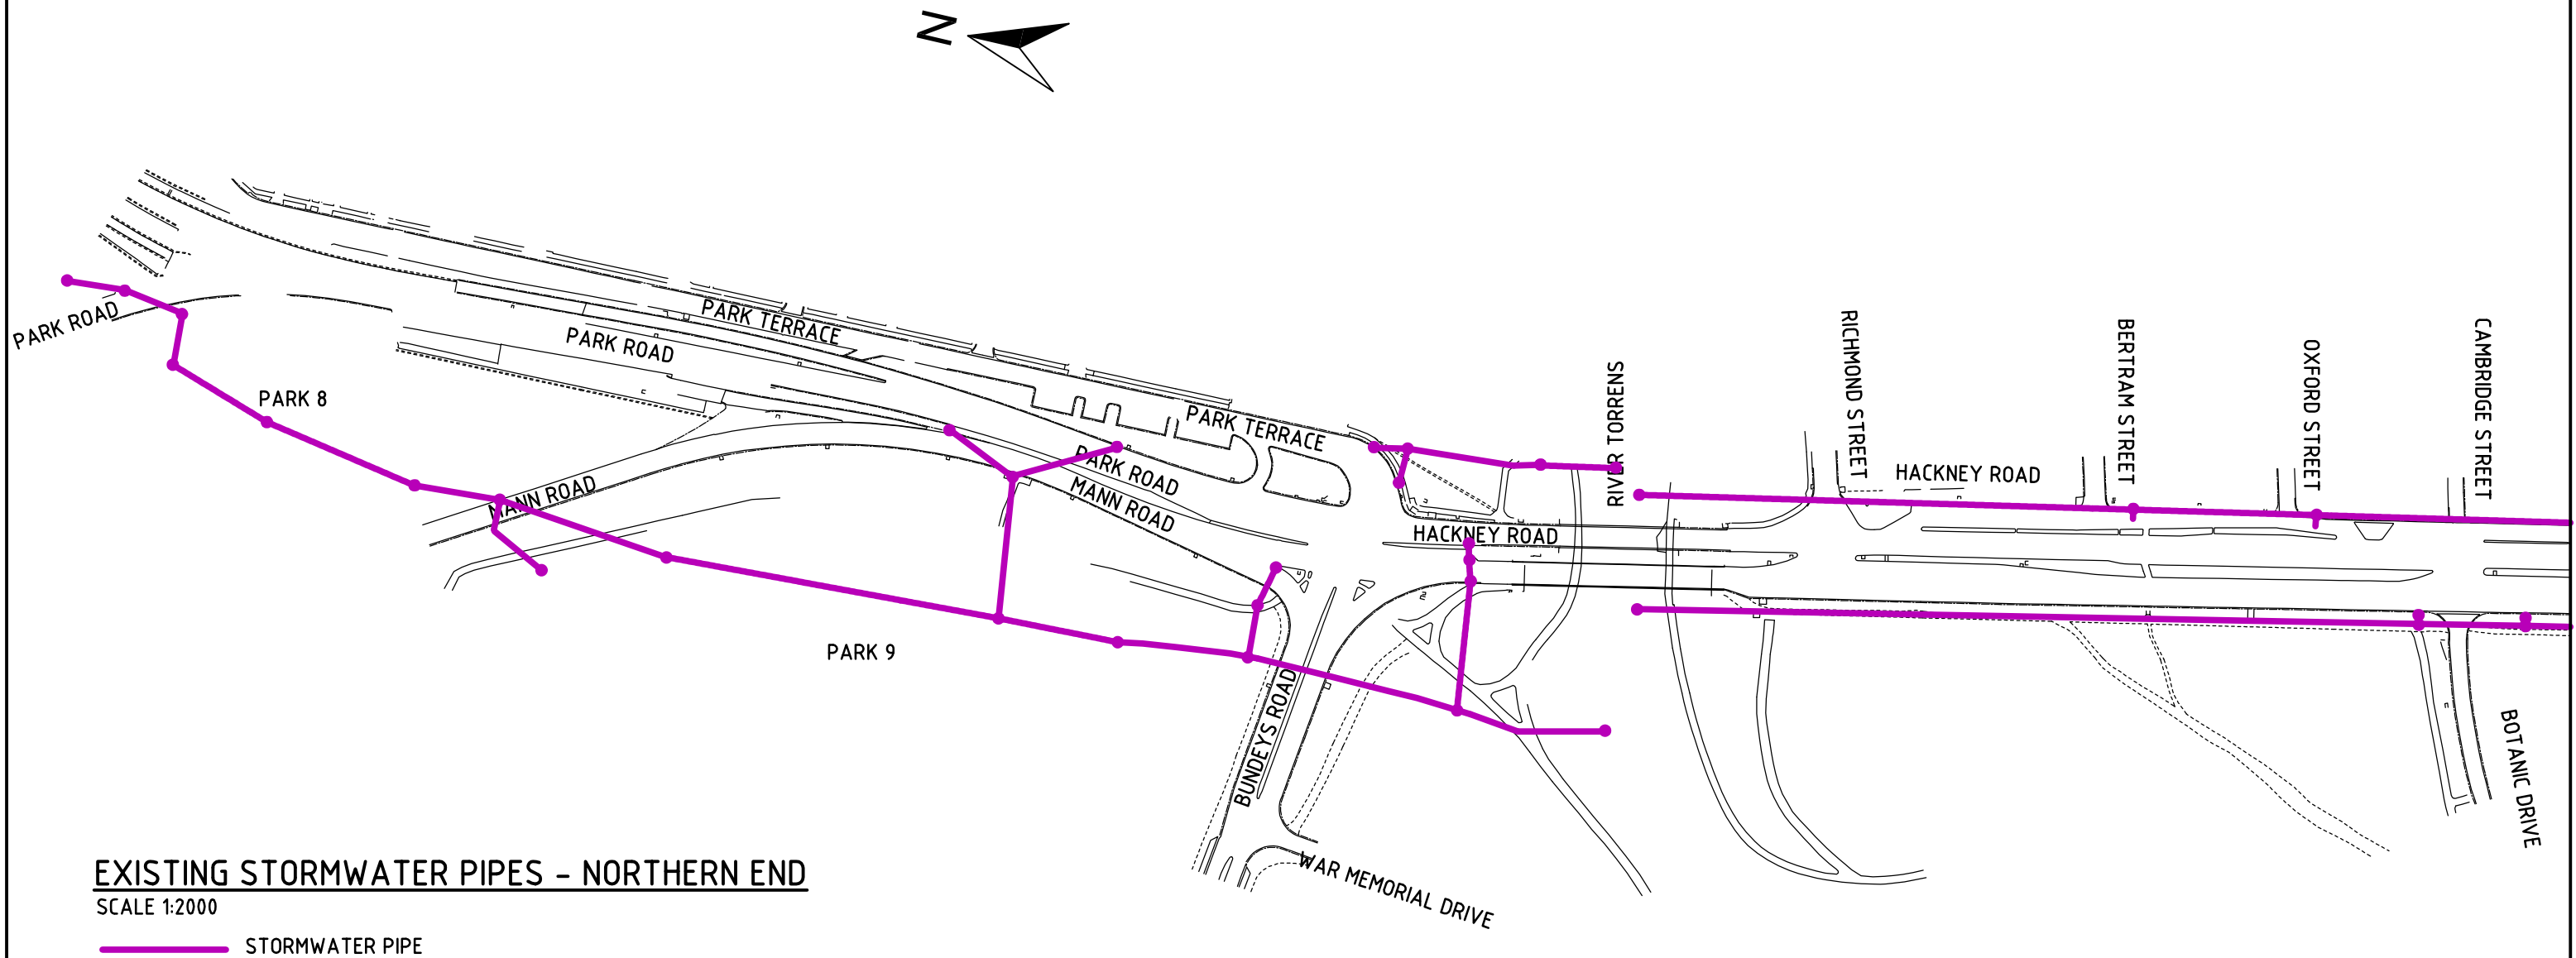 N
PARK ROAD
PARK TERRACE
PARK ROAD
PARK 8
MANN ROAD
PARK TERRACE
PARK ROAD
MANN ROAD
PARK 9
BUNDEYS ROAD
WAR MEMORIAL DRIVE
HACKNEY ROAD
RIVER TORRENS
RICHMOND STREET
HACKNEY ROAD
BERTRAM STREET
OXFORD STREET
CAMBRIDGE STREET
BOTANIC DRIVE
EXISTING STORMWATER PIPES - NORTHERN END
SCALE 1:2000
STORMWATER PIPE